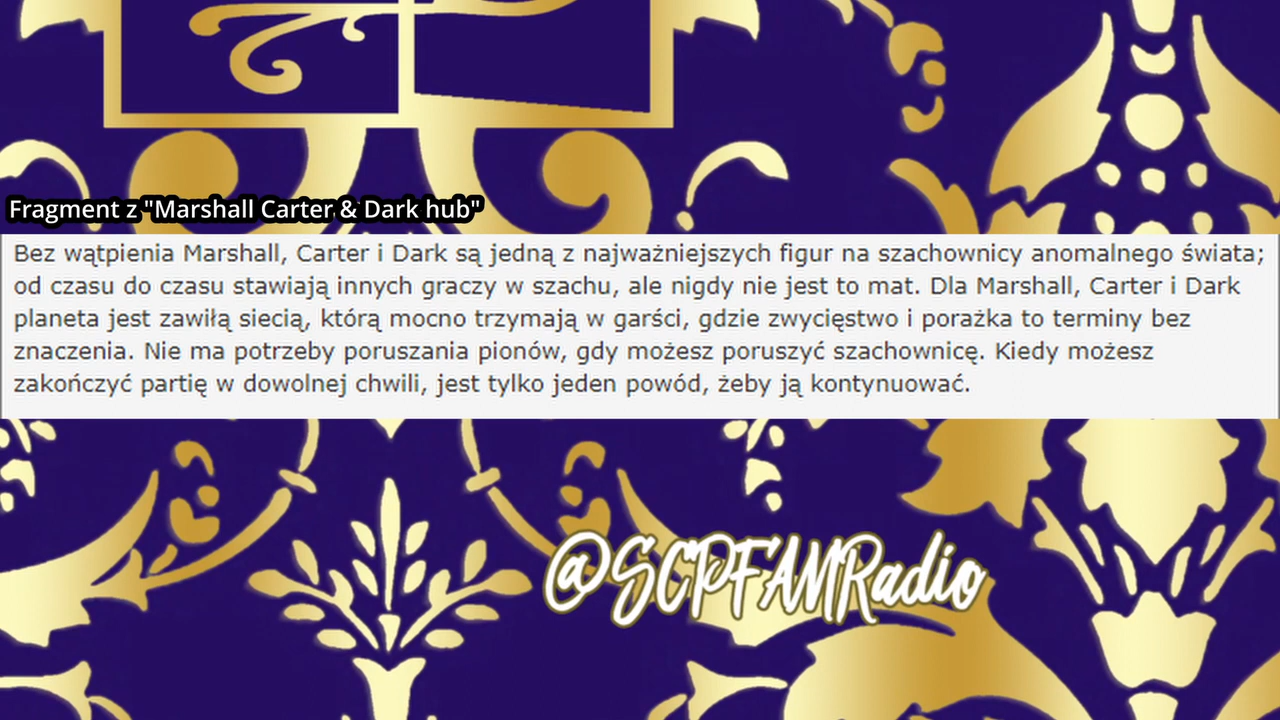 Fragment z "Marshall Carter & Dark hub"
Bez wątpienia Marshall, Carter i Dark są jedną z najważniejszych figur na szachownicy anomalnego świata;
od czasu do czasu stawiają innych graczy w szachu, ale nigdy nie jest to mat. Dla Marshall, Carter i Dark
planeta jest zawiłą siecią, którą mocno trzymają w garści, gdzie zwycięstwo i porażka to terminy bez
znaczenia. Nie ma potrzeby poruszania pionów, gdy możesz poruszyć szachownicę. Kiedy możesz
zakończyć partię w dowolnej chwili, jest tylko jeden powód, żeby ją kontynuować.
@SCPFAMRadio